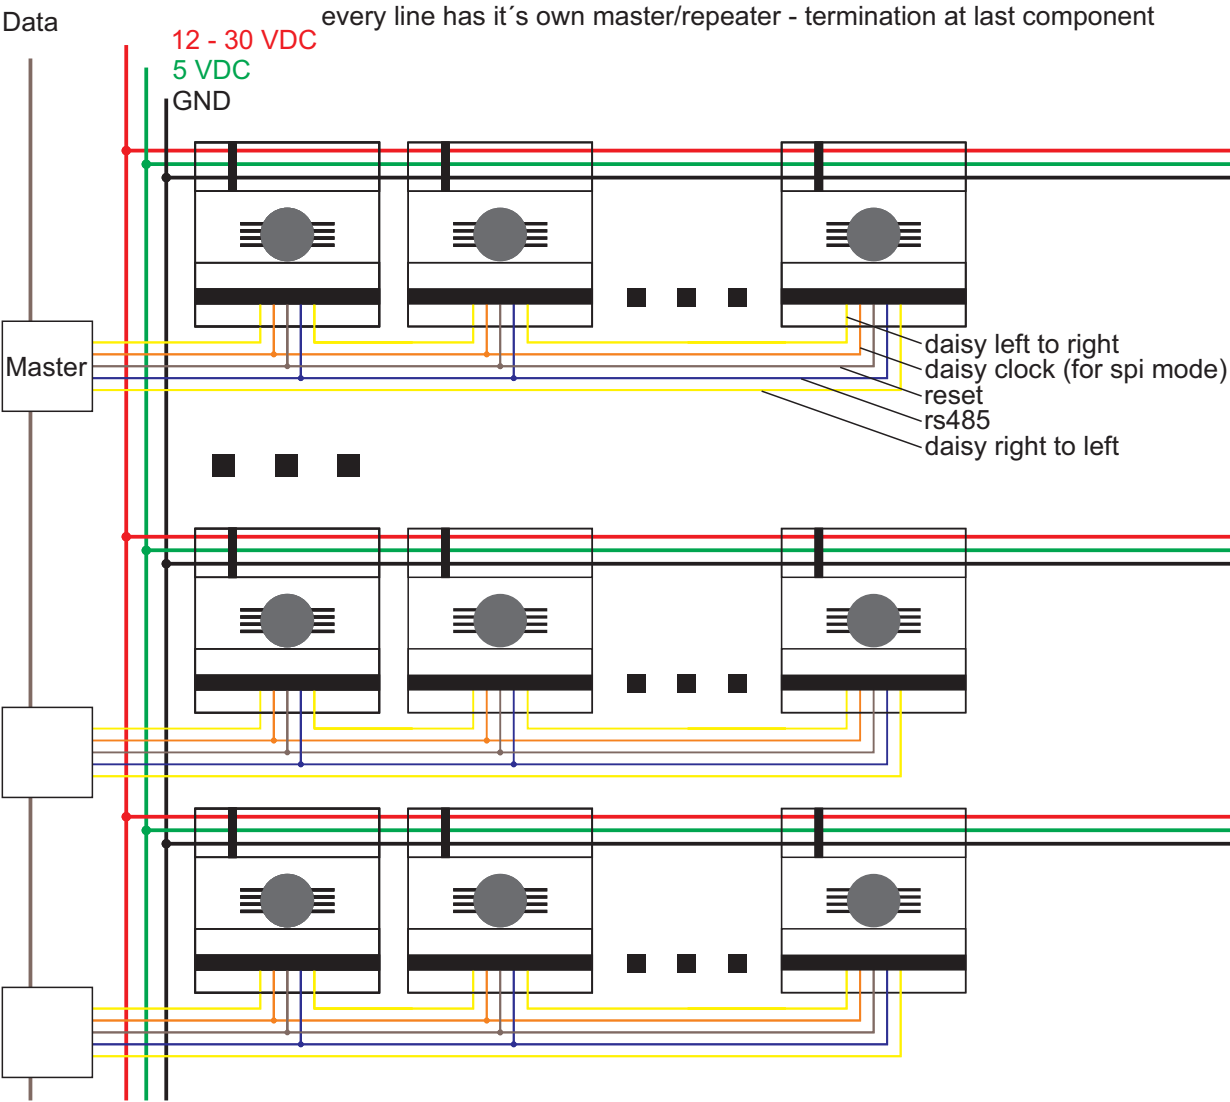 every line has it´s own master/repeater - termination at last component
Data
12 - 30 VDC
5 VDC
GND
Master
daisy left to right
daisy clock (for spi mode)
reset
rs485
daisy right to left